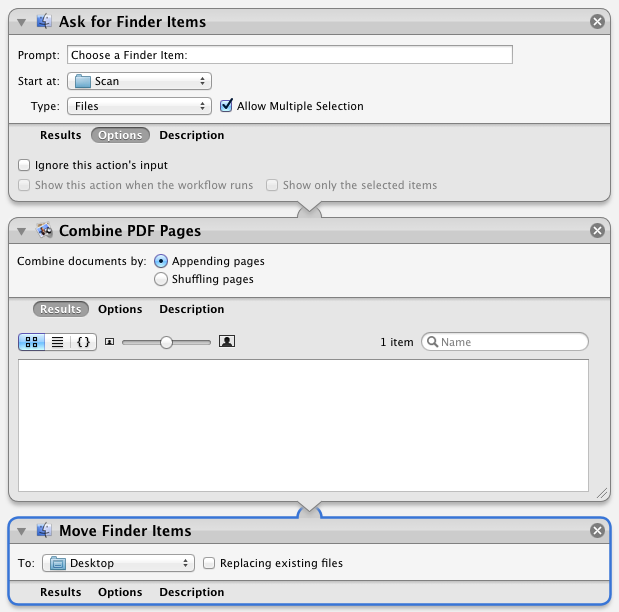 Ask for Finder Items
Prompt: Choose a Finder Item:
Start at: Scan
Type: Files Allow Multiple Selection
Results Options Description
Ignore this action's input
Show this action when the workflow runs Show only the selected items
Combine PDF Pages
Combine documents by: Appending pages
Shuffling pages
Results Options Description
{} 1 item Name
Move Finder Items
To: Desktop Replacing existing files
Results Options Description